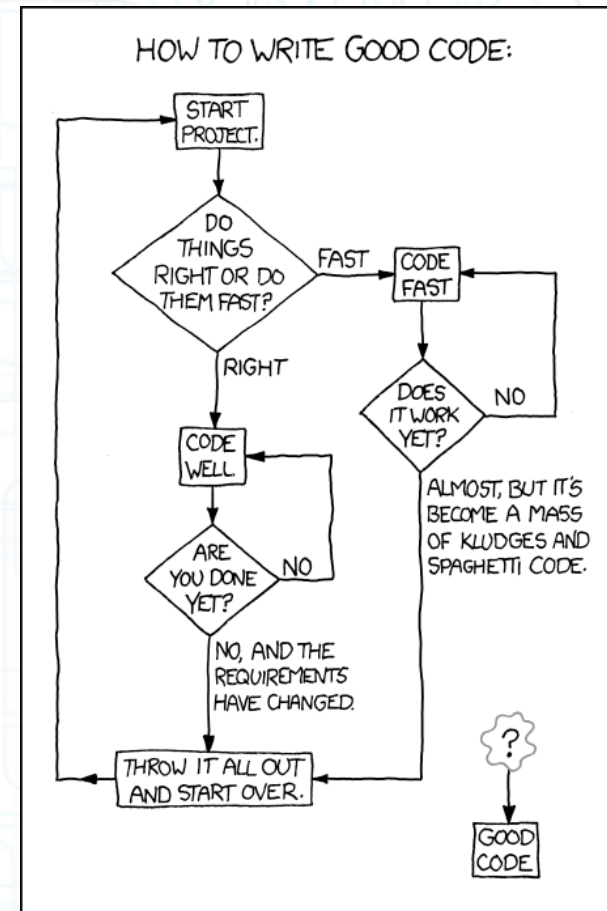 HOW TO WRITE GOOD CODE:
START
PROJECT.
DO
THINGS
RIGHT OR DO
THEM FAST?
FAST
CODE
FAST
RIGHT
DOES
IT WORK
YET?
NO
CODE
WELL.
ALMOST, BUT IT'S
BECOME A MASS
OF KLUDGES AND
SPAGHETTI CODE.
ARE
YOU DONE
YET?
NO
NO, AND THE
REQUIREMENTS
HAVE CHANGED.
THROW IT ALL OUT
AND START OVER.
?
GOOD
CODE